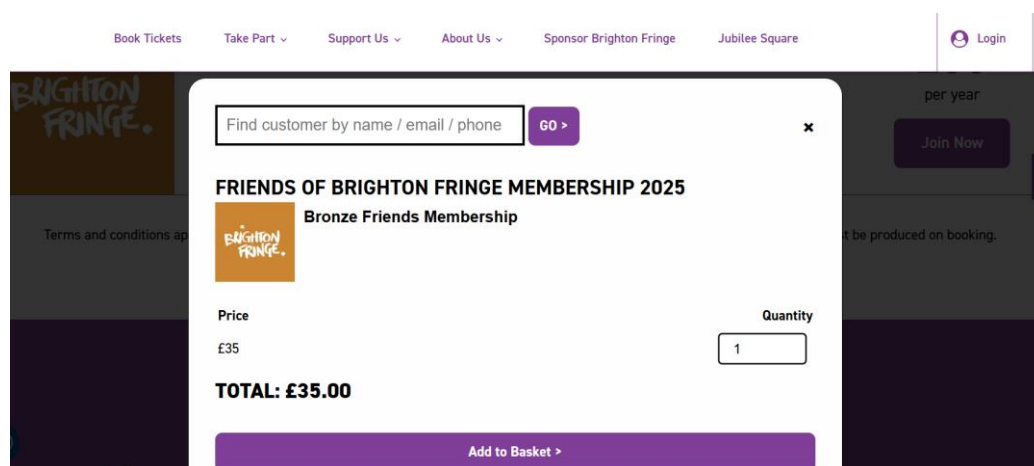 Book Tickets Take Part Support Us About Us Sponsor Brighton Fringe Jubilee Square Login
BRIGHTON
FRINGE.
per year
Join Now
Find customer by name / email / phone GO >
×
FRIENDS OF BRIGHTON FRINGE MEMBERSHIP 2025
BRIGHTON
FRINGE.
Bronze Friends Membership
Terms and conditions ap
t be produced on booking.
Price Quantity
£35 1
TOTAL: £35.00
Add to Basket >